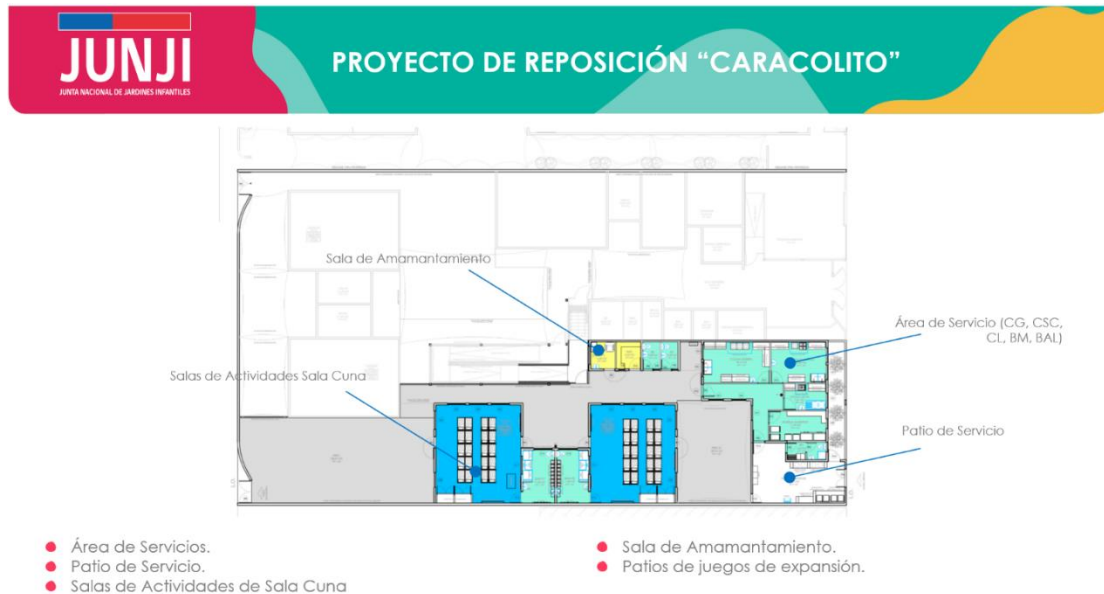 JUNJI
JUNTA NACIONAL DE JARDINES INFANTILES
PROYECTO DE REPOSICIÓN “CARACOLITO”
Sala de Amamantamiento
Área de Servicio (CG, CSC,
CL, BM, BAL)
Salas de Actividades Sala Cuna
Patio de Servicio
Área de Servicios.
Patio de Servicio.
Salas de Actividades de Sala Cuna
Sala de Amamantamiento.
Patios de juegos de expansión.